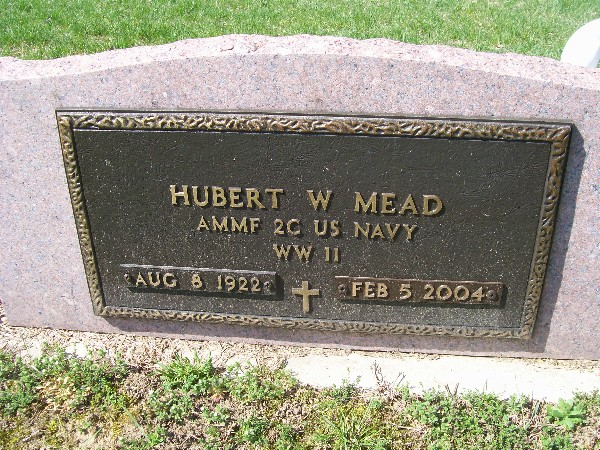 HUBERT W MEAD
AMMF 2C US NAVY
WW II
AUG 8 1922 FEB 5 2004